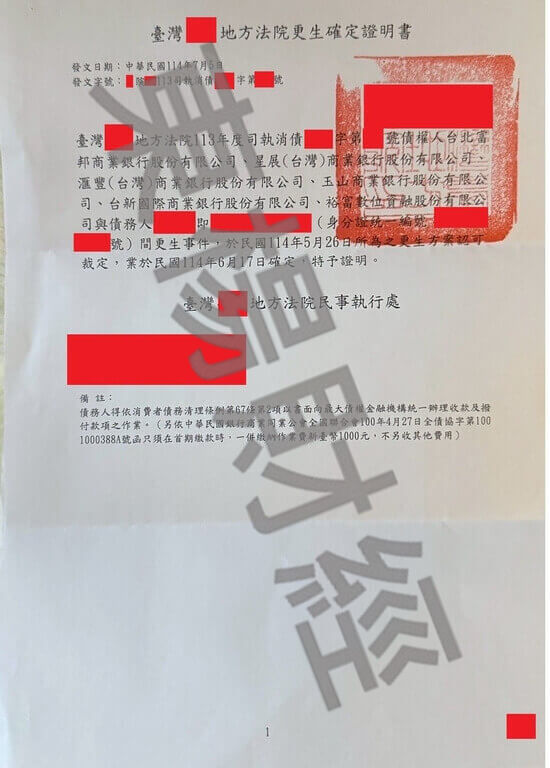 臺灣 地方法院更生確定證明書
發文日期：中華民國114年7月5日
發文字號： 113司執消債 字第 號
臺灣 地方法院113年度司執消債 字第 號債權人台北富
邦商業銀行股份有限公司、星展(台灣)商業銀行股份有限公司、
滙豐(台灣)商業銀行股份有限公司、玉山商業銀行股份有限公
司、台新國際商業銀行股份有限公司、裕富數位資融股份有限公
司與債務人 即 （身分證統一編號
號）間更生事件，於民國114年5月26日所為之更生方案認可
裁定，業於民國114年6月17日確定，特予證明。
臺灣 地方法院民事執行處
備註：
債務人得依消費者債務清理條例第67條第2項以書面向最大債權金融機構統一辦理收款及撥
付款項之作業。（另依中華民國銀行商業同業公會全國聯合會100年4月27日全債協字第100
1000388A號函只須在首期繳款時，一併繳納作業費新臺幣1000元，不另收其他費用）
1